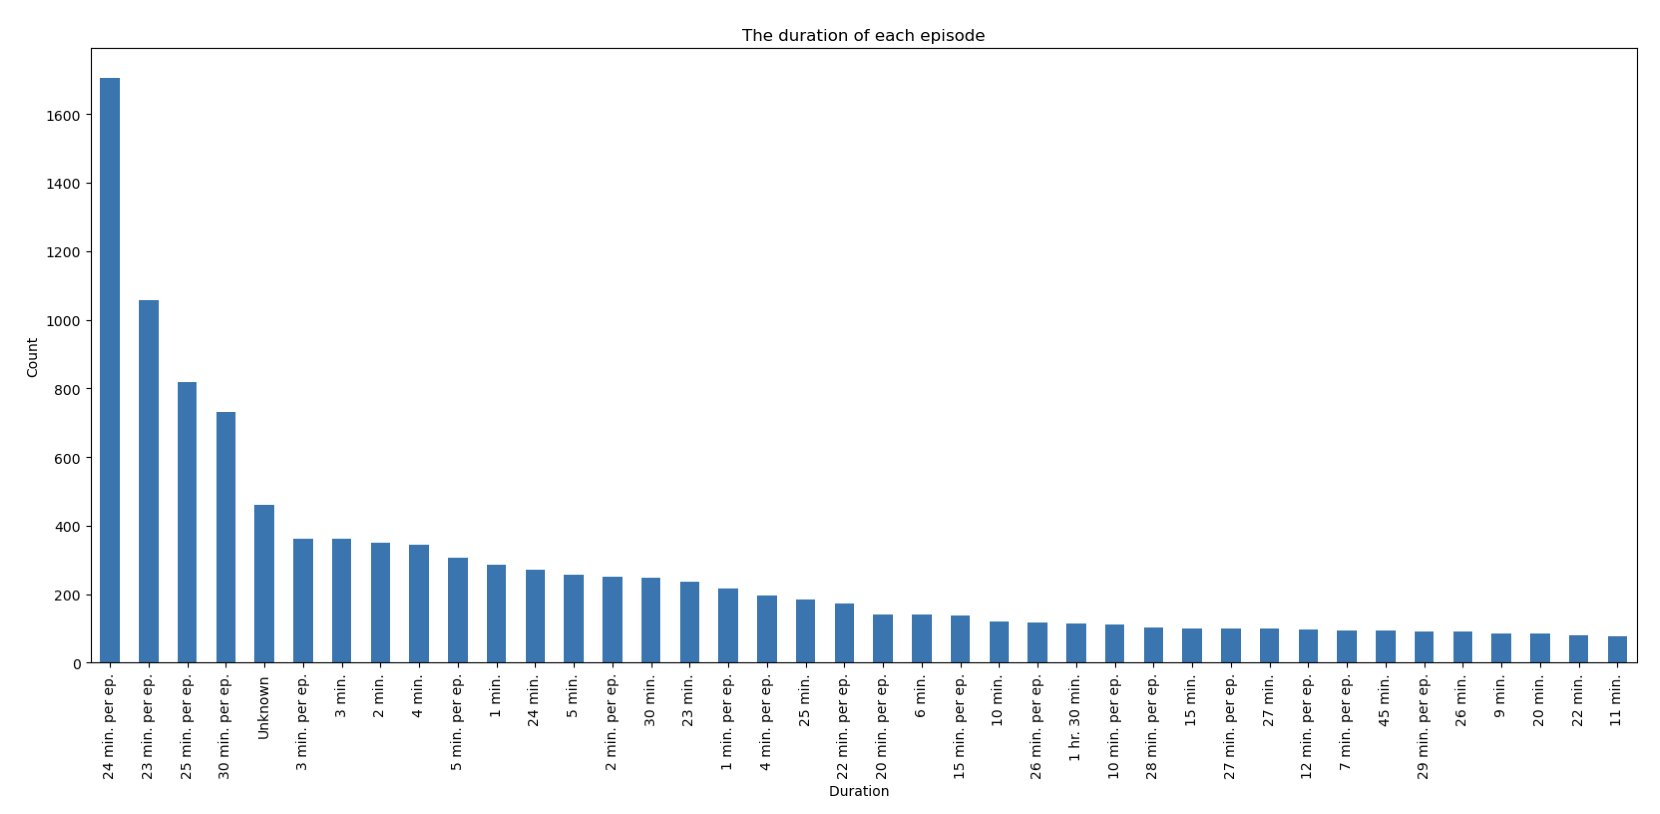 The duration of each episode
1600
1400
1200
1000
800
600
400
200
0
Count
24 min. per ep.
23 min. per ep.
25 min. per ep.
30 min. per ep.
Unknown
3 min. per ep.
3 min.
2 min.
4 min.
5 min. per ep.
1 min.
24 min.
5 min.
2 min. per ep.
30 min.
23 min.
1 min. per ep.
4 min. per ep.
25 min.
22 min. per ep.
20 min. per ep.
6 min.
15 min. per ep.
10 min.
26 min. per ep.
1 hr. 30 min.
10 min. per ep.
28 min. per ep.
15 min.
27 min. per ep.
27 min.
12 min. per ep.
7 min. per ep.
45 min.
29 min. per ep.
26 min.
9 min.
20 min.
22 min.
11 min.
Duration